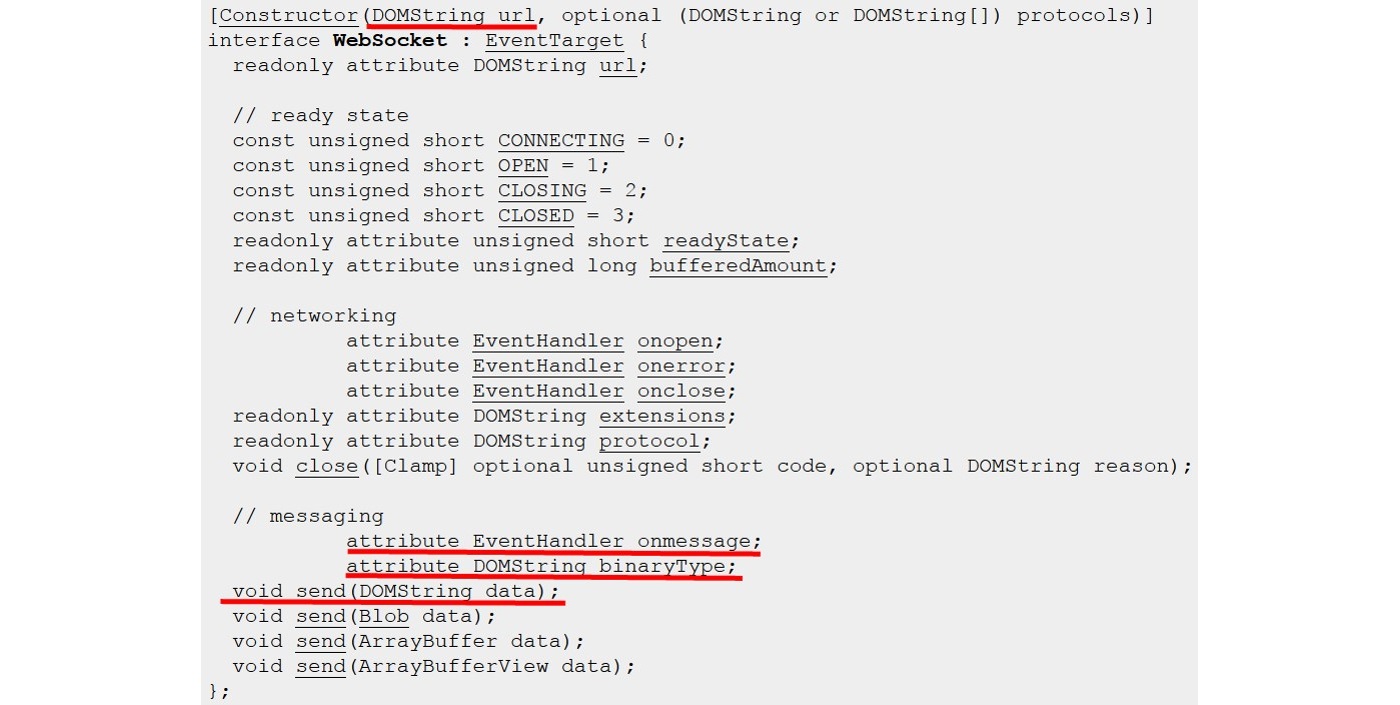 [Constructor(DOMString url, optional (DOMString or DOMString[]) protocols)]
interface WebSocket : EventTarget {
  readonly attribute DOMString url;

  // ready state
  const unsigned short CONNECTING = 0;
  const unsigned short OPEN = 1;
  const unsigned short CLOSING = 2;
  const unsigned short CLOSED = 3;
  readonly attribute unsigned short readyState;
  readonly attribute unsigned long bufferedAmount;

  // networking
           attribute EventHandler onopen;
           attribute EventHandler onerror;
           attribute EventHandler onclose;
  readonly attribute DOMString extensions;
  readonly attribute DOMString protocol;
  void close([Clamp] optional unsigned short code, optional DOMString reason);

  // messaging
           attribute EventHandler onmessage;
           attribute DOMString binaryType;
  void send(DOMString data);
  void send(Blob data);
  void send(ArrayBuffer data);
  void send(ArrayBufferView data);
};